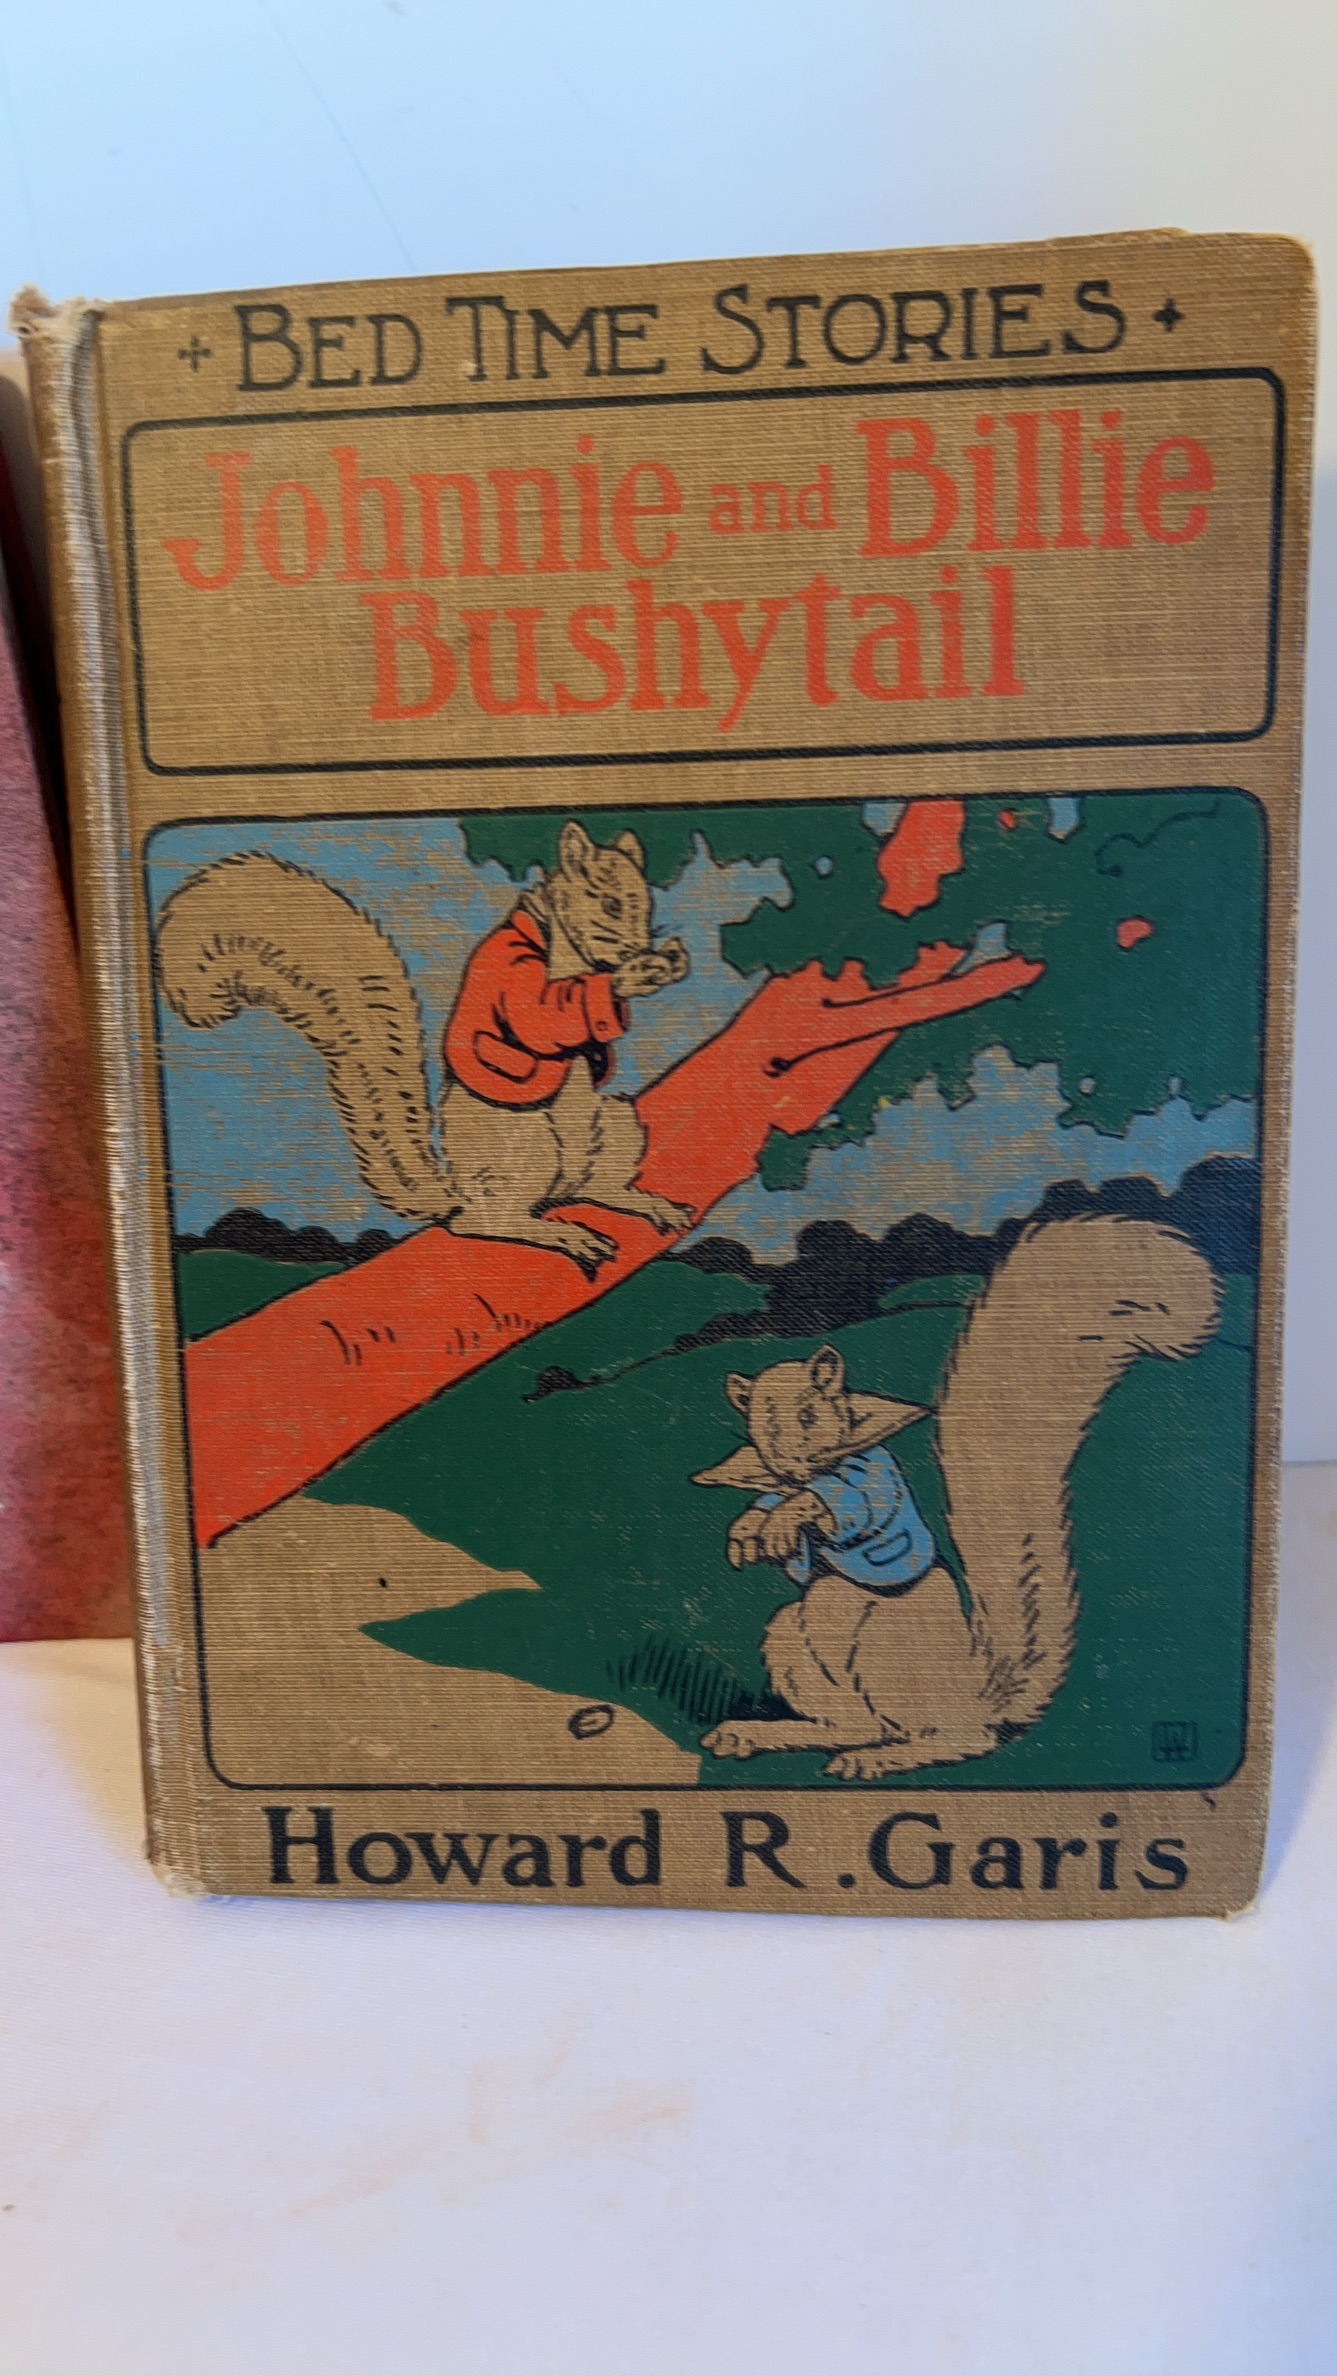 BED TIME STORIES
Johnnie and Billie
Bushytail
Howard R. Garis